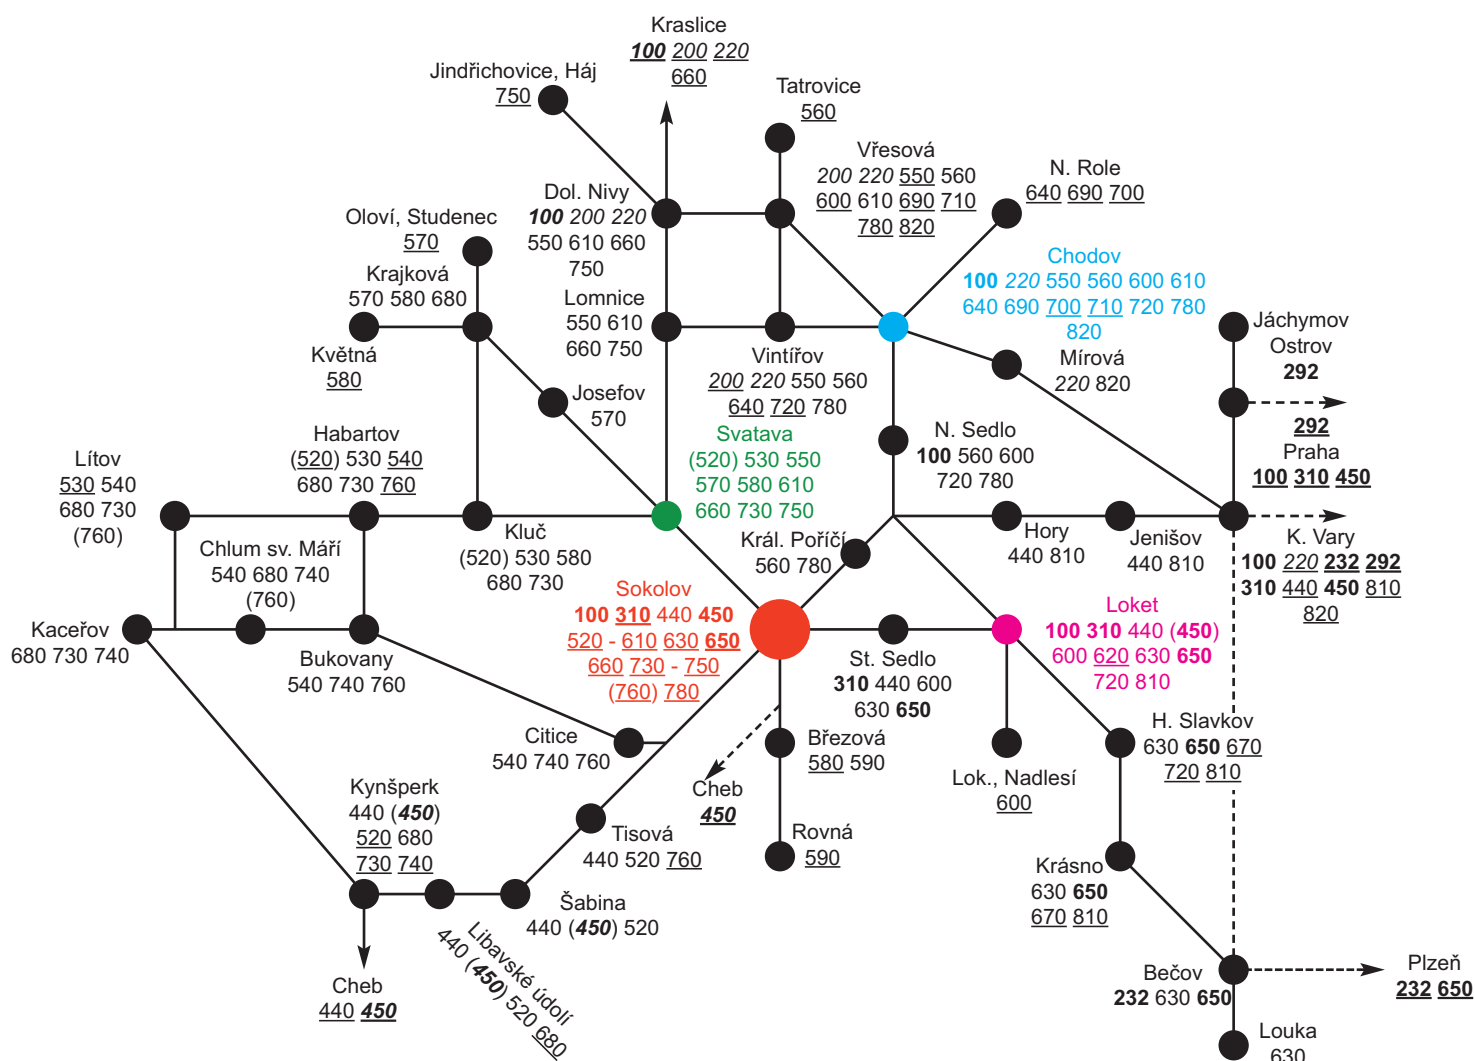 Kraslice
100 200 220
660
Jindřichovice, Háj
750
Tatrovice
560
Vřesová
200 220 550 560
600 610 690 710
780 820
N. Role
640 690 700
Dol. Nivy
100 200 220
550 610 660
750
Oloví, Studenec
570
Krajková
570 580 680
Chodov
100 220 550 560 600 610
640 690 700 710 720 780
820
Lomnice
550 610
660 750
Květná
580
Vintířov
200 220 550 560
640 720 780
Mírová
220 820
Jáchymov
Ostrov
292
292
Josefov
570
Praha
100 310 450
Habartov
(520) 530 540
680 730 760
Svatava
(520) 530 550
570 580 610
660 730 750
N. Sedlo
100 560 600
720 780
Lítov
530 540
680 730
(760)
Kluč
(520) 530 580
680 730
Král. Poříčí
560 780
Hory
440 810
Jenišov
440 810
K. Vary
100 220 232 292
310 440 450 810
820
Chlum sv. Máří
540 680 740
(760)
Sokolov
100 310 440 450
520 - 610 630 650
660 730 - 750
(760) 780
Loket
100 310 440 (450)
600 620 630 650
720 810
Kaceřov
680 730 740
Bukovany
540 740 760
St. Sedlo
310 440 600
630 650
Citice
540 740 760
Březová
580 590
Lok., Nadlesí
600
H. Slavkov
630 650 670
720 810
Cheb
450
Kynšperk
440 (450)
520 680
730 740
Tisová
440 520 760
Rovná
590
Krásno
630 650
670 810
Šabina
440 (450) 520
Libavské údolí
440 (450) 520 680
Cheb
440 450
Bečov
232 630 650
Plzeň
232 650
Louka
630